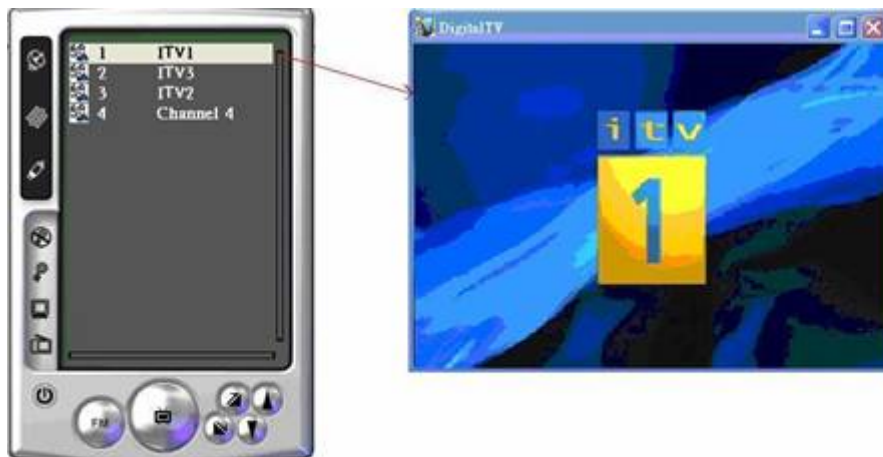 1 ITV1
2 ITV3
3 ITV2
4 Channel 4
FM
DigitalTV
itv
1